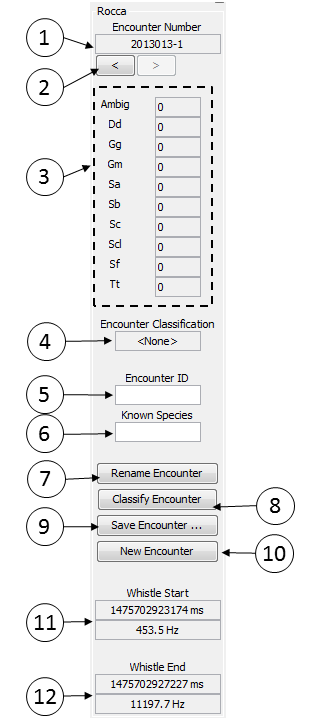 Rocca
Encounter Number
1 2013013-1
2 < >
Ambig 0
Dd 0
Gg 0
3 Gm 0
Sa 0
Sb 0
Sc 0
Scl 0
Sf 0
Tt 0
Encounter Classification
4 <None>
Encounter ID
5
Known Species
6
7 Rename Encounter
Classify Encounter 8
9 Save Encounter ...
New Encounter 10
Whistle Start
1475702923174 ms
11 453.5 Hz
Whistle End
1475702927227 ms
12 11197.7 Hz